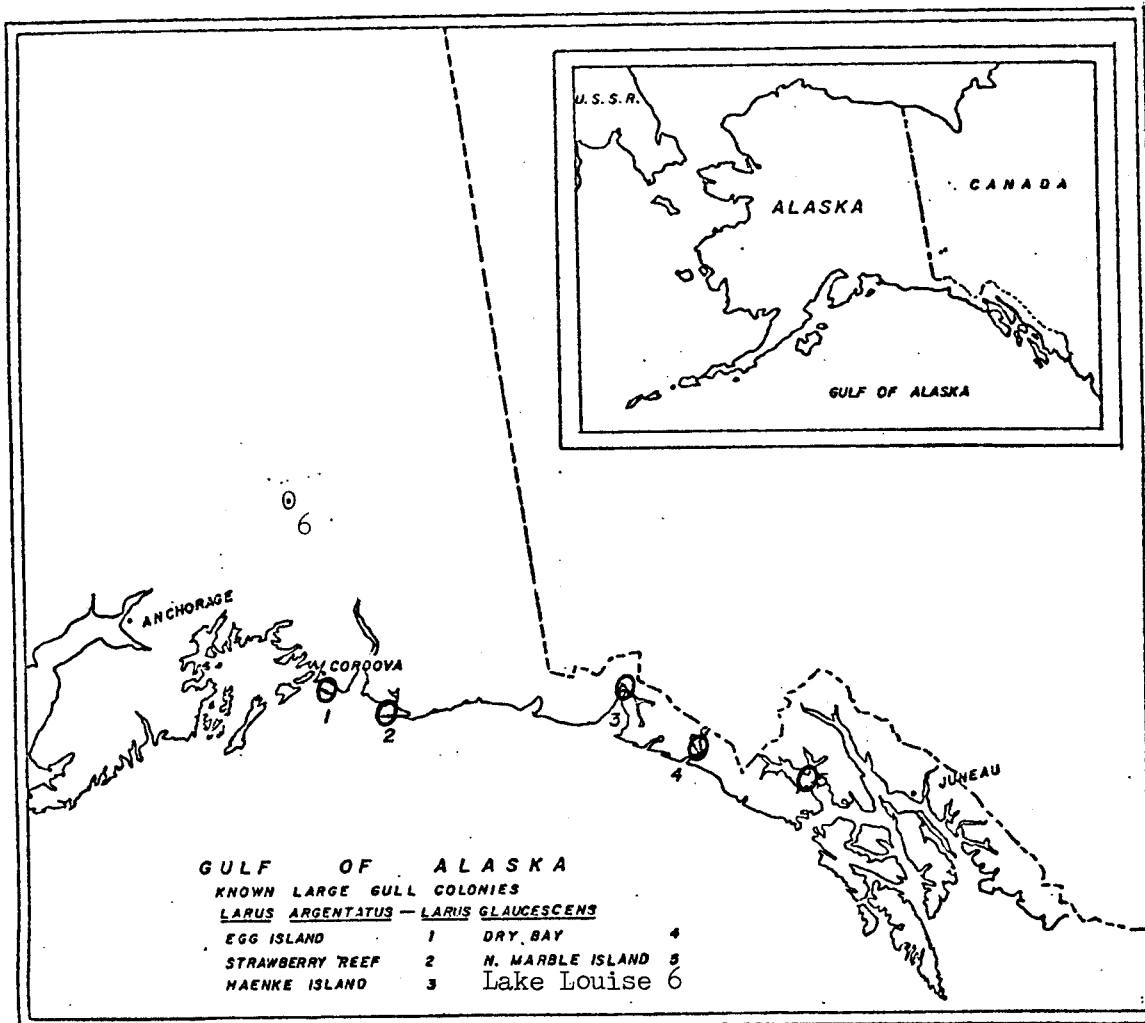 U.S.S.R.
CANADA
ALASKA
GULF OF ALASKA
6
ANCHORAGE
CORDOVA
1
2
3
4
JUNEAU
GULF OF ALASKA
KNOWN LARGE GULL COLONIES
LARUS ARGENTATUS — LARUS GLAUCESCENS
EGG ISLAND 1 DRY BAY 4
STRAWBERRY REEF 2 N. MARBLE ISLAND 5
HAENKE ISLAND 3 Lake Louise 6